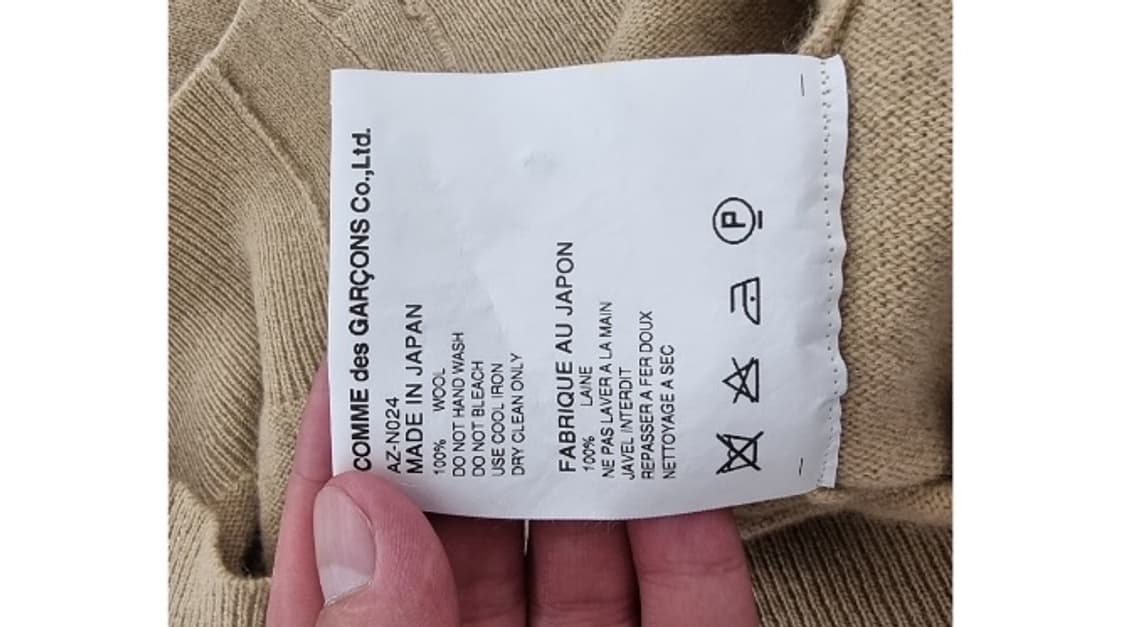 COMME des GARÇONS Co.,Ltd.
AZ-N024
MADE IN JAPAN
100% WOOL
DO NOT HAND WASH
DO NOT BLEACH
USE COOL IRON
DRY CLEAN ONLY
FABRIQUE AU JAPON
100% LAINE
NE PAS LAVER A LA MAIN
JAVEL INTERDIT
REPASSER A FER DOUX
NETTOYAGE A SEC
P